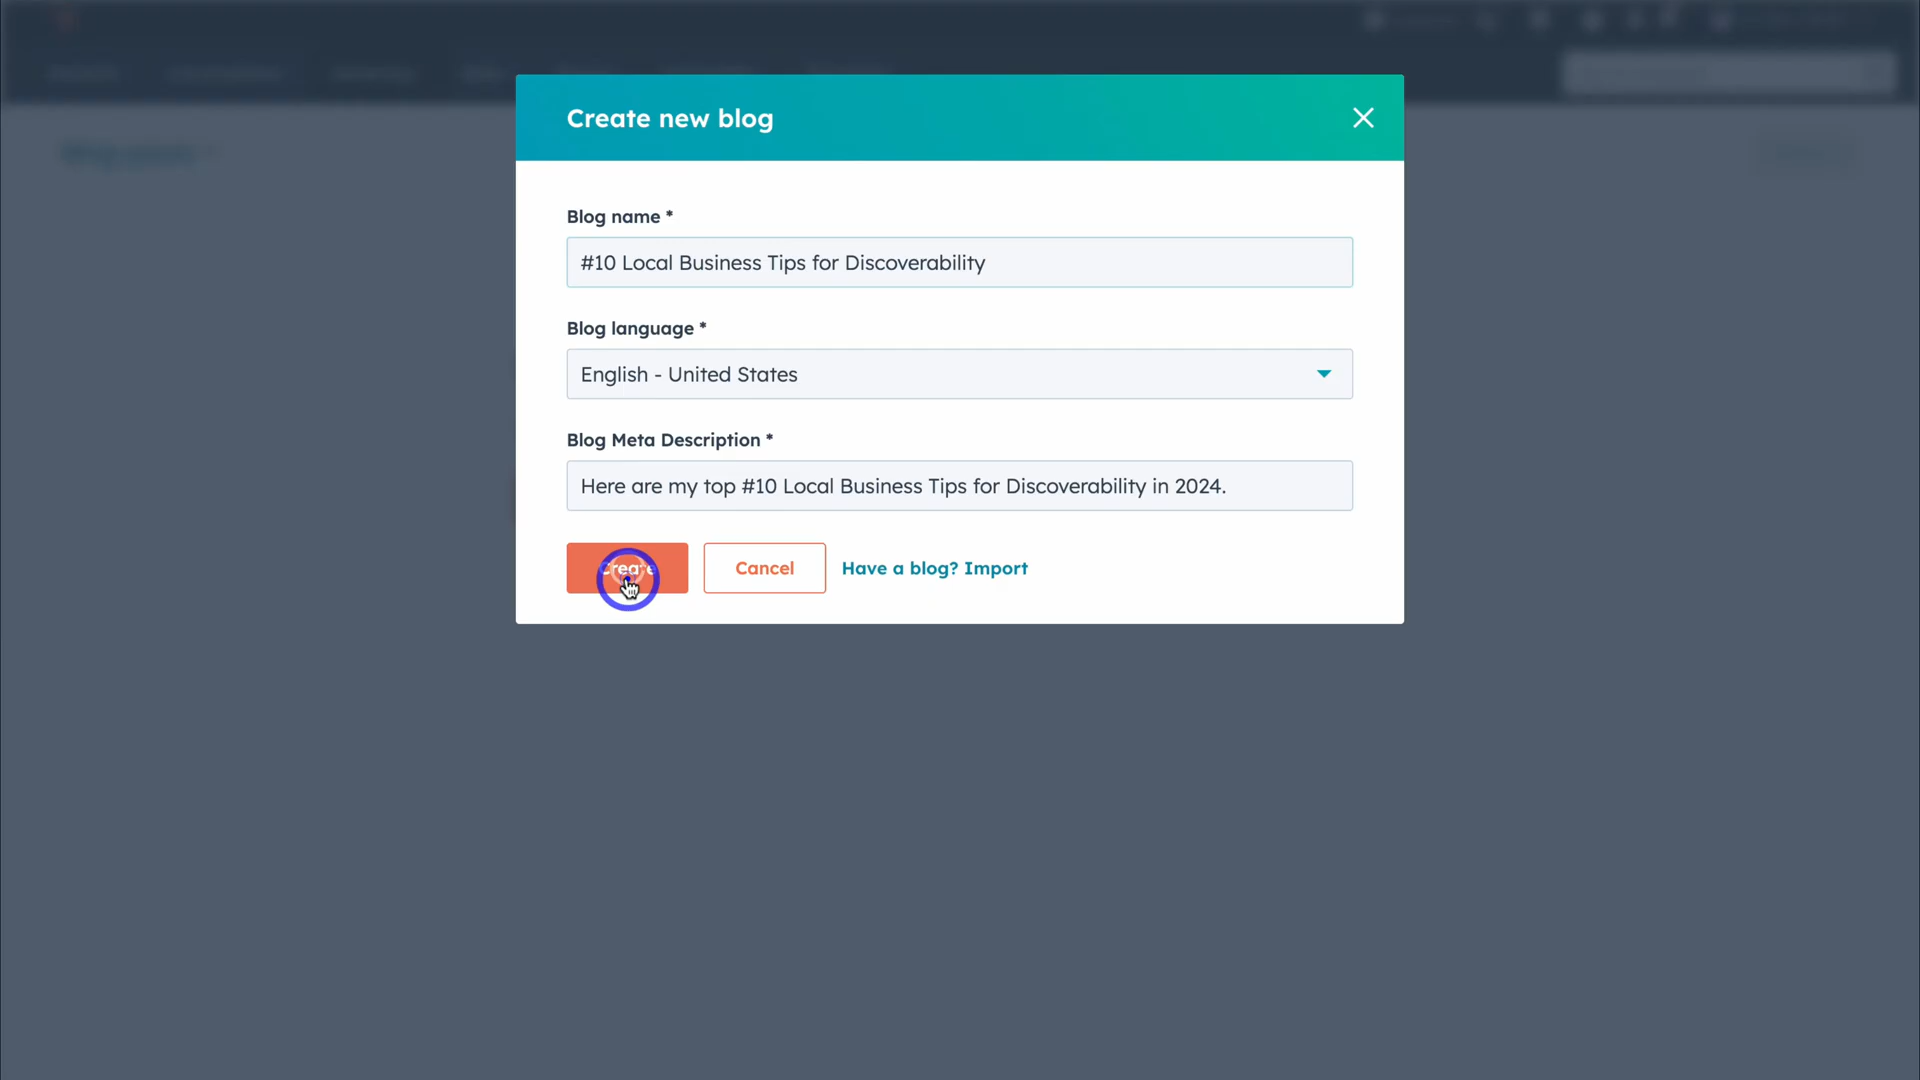 Create new blog
Blog name *
#10 Local Business Tips for Discoverability
Blog language *
English - United States
Blog Meta Description *
Here are my top #10 Local Business Tips for Discoverability in 2024.
Create
Cancel
Have a blog? Import